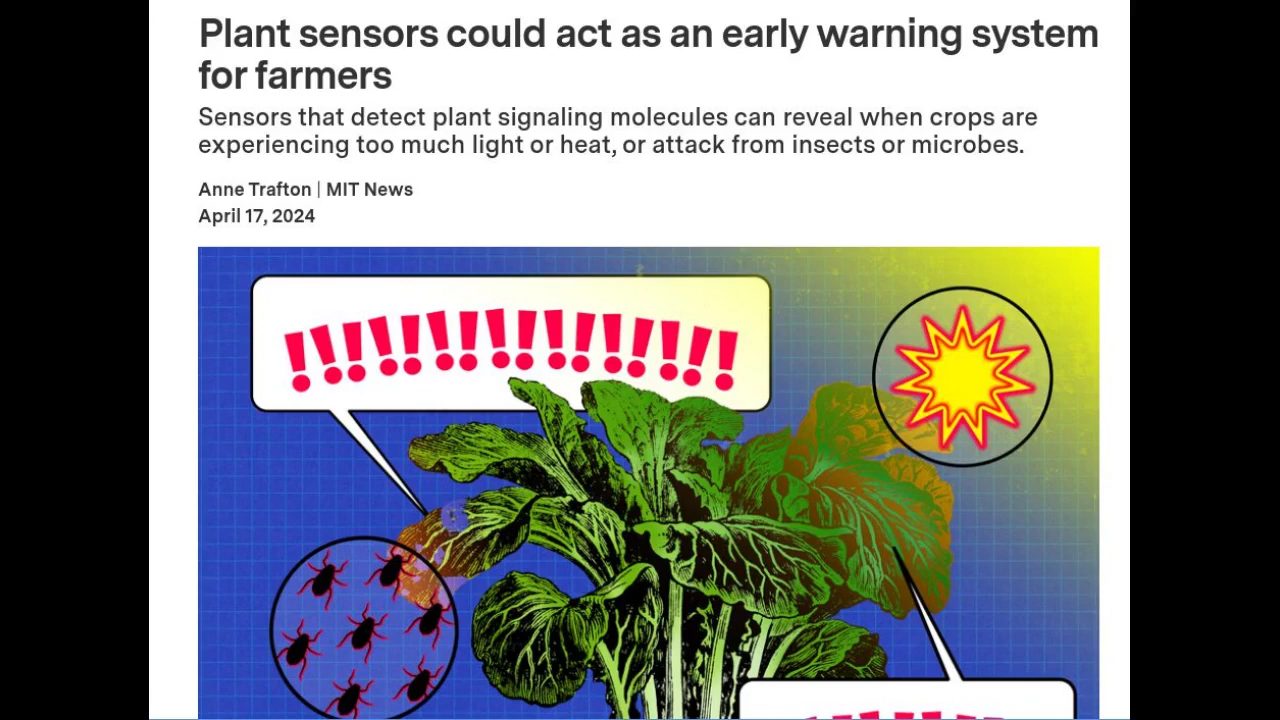 Plant sensors could act as an early warning system
for farmers
Sensors that detect plant signaling molecules can reveal when crops are
experiencing too much light or heat, or attack from insects or microbes.
Anne Trafton | MIT News
April 17, 2024
!!!!!!!!!!!!!!!!